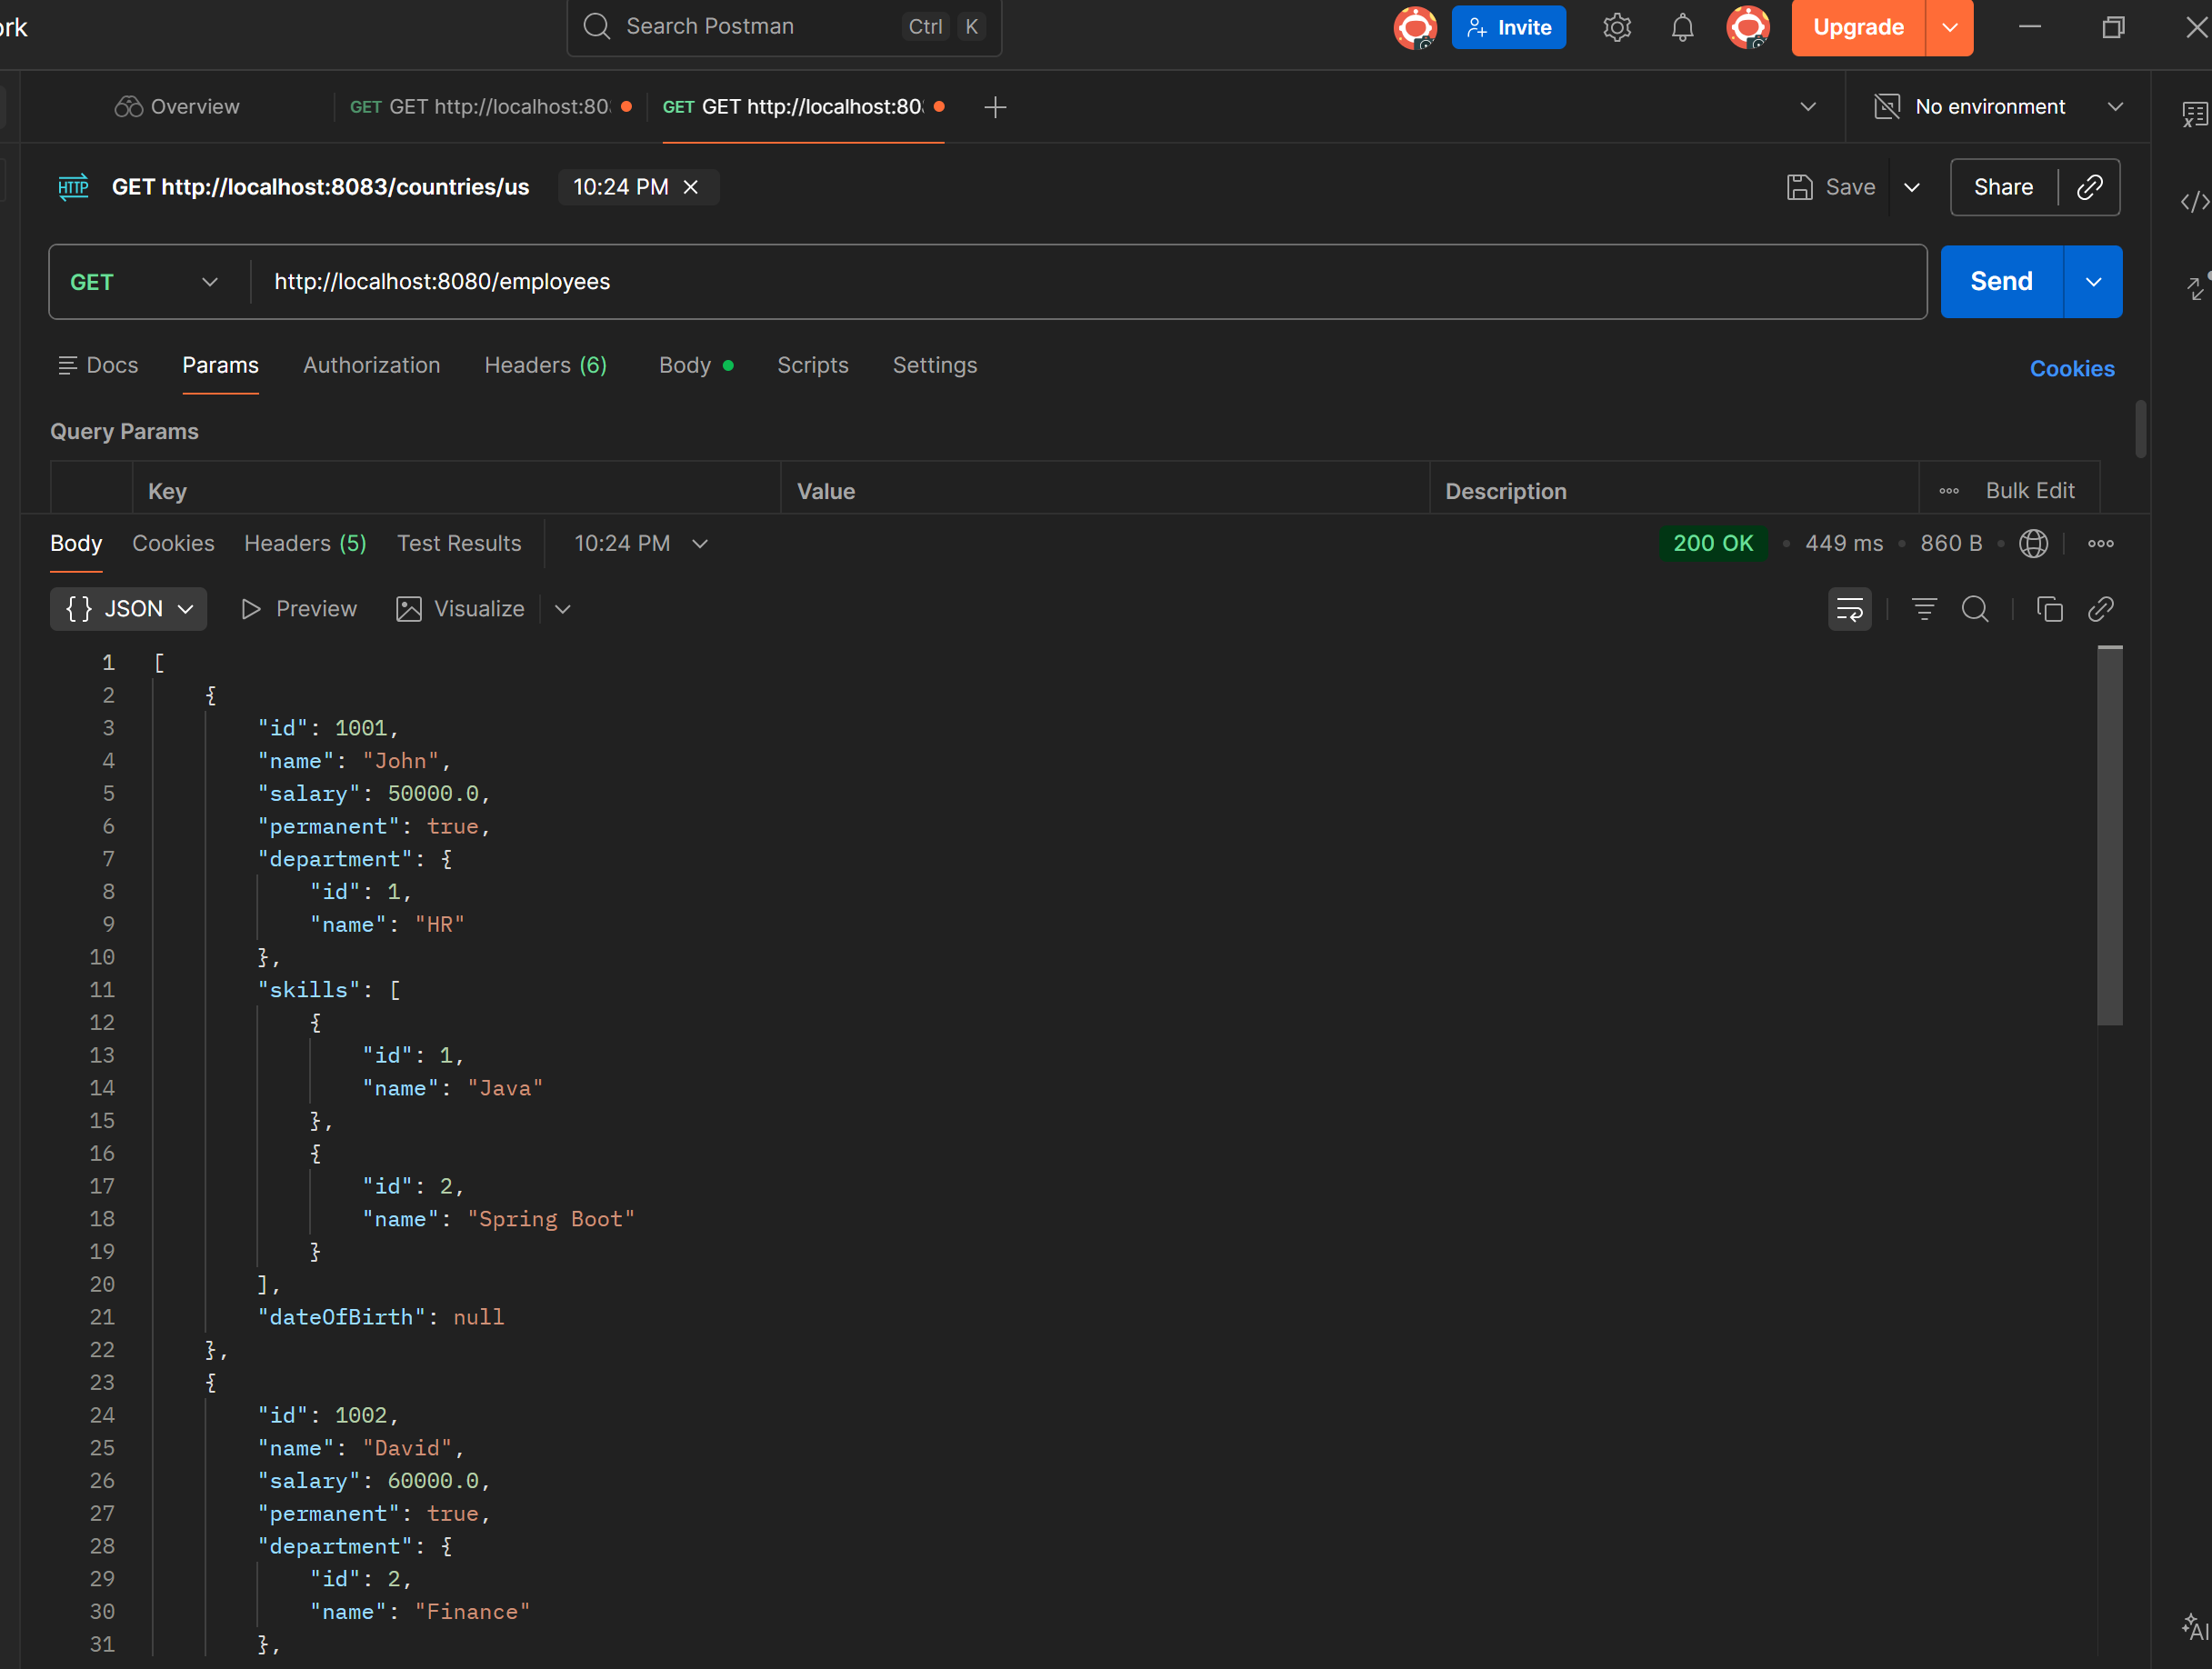 ork
Search Postman Ctrl K
Invite
Upgrade
Overview
GET GET http://localhost:80
GET GET http://localhost:80
No environment
HTTP GET http://localhost:8083/countries/us
10:24 PM
Save
Share
GET http://localhost:8080/employees
Send
Docs Params Authorization Headers (6) Body Scripts Settings
Cookies
Query Params
Key Value Description Bulk Edit
Body Cookies Headers (5) Test Results 10:24 PM
200 OK • 449 ms • 860 B •
{} JSON Preview Visualize
1 [
2 {
3 "id": 1001,
4 "name": "John",
5 "salary": 50000.0,
6 "permanent": true,
7 "department": {
8 "id": 1,
9 "name": "HR"
10 },
11 "skills": [
12 {
13 "id": 1,
14 "name": "Java"
15 },
16 {
17 "id": 2,
18 "name": "Spring Boot"
19 }
20 ],
21 "dateOfBirth": null
22 },
23 {
24 "id": 1002,
25 "name": "David",
26 "salary": 60000.0,
27 "permanent": true,
28 "department": {
29 "id": 2,
30 "name": "Finance"
31 },
AI